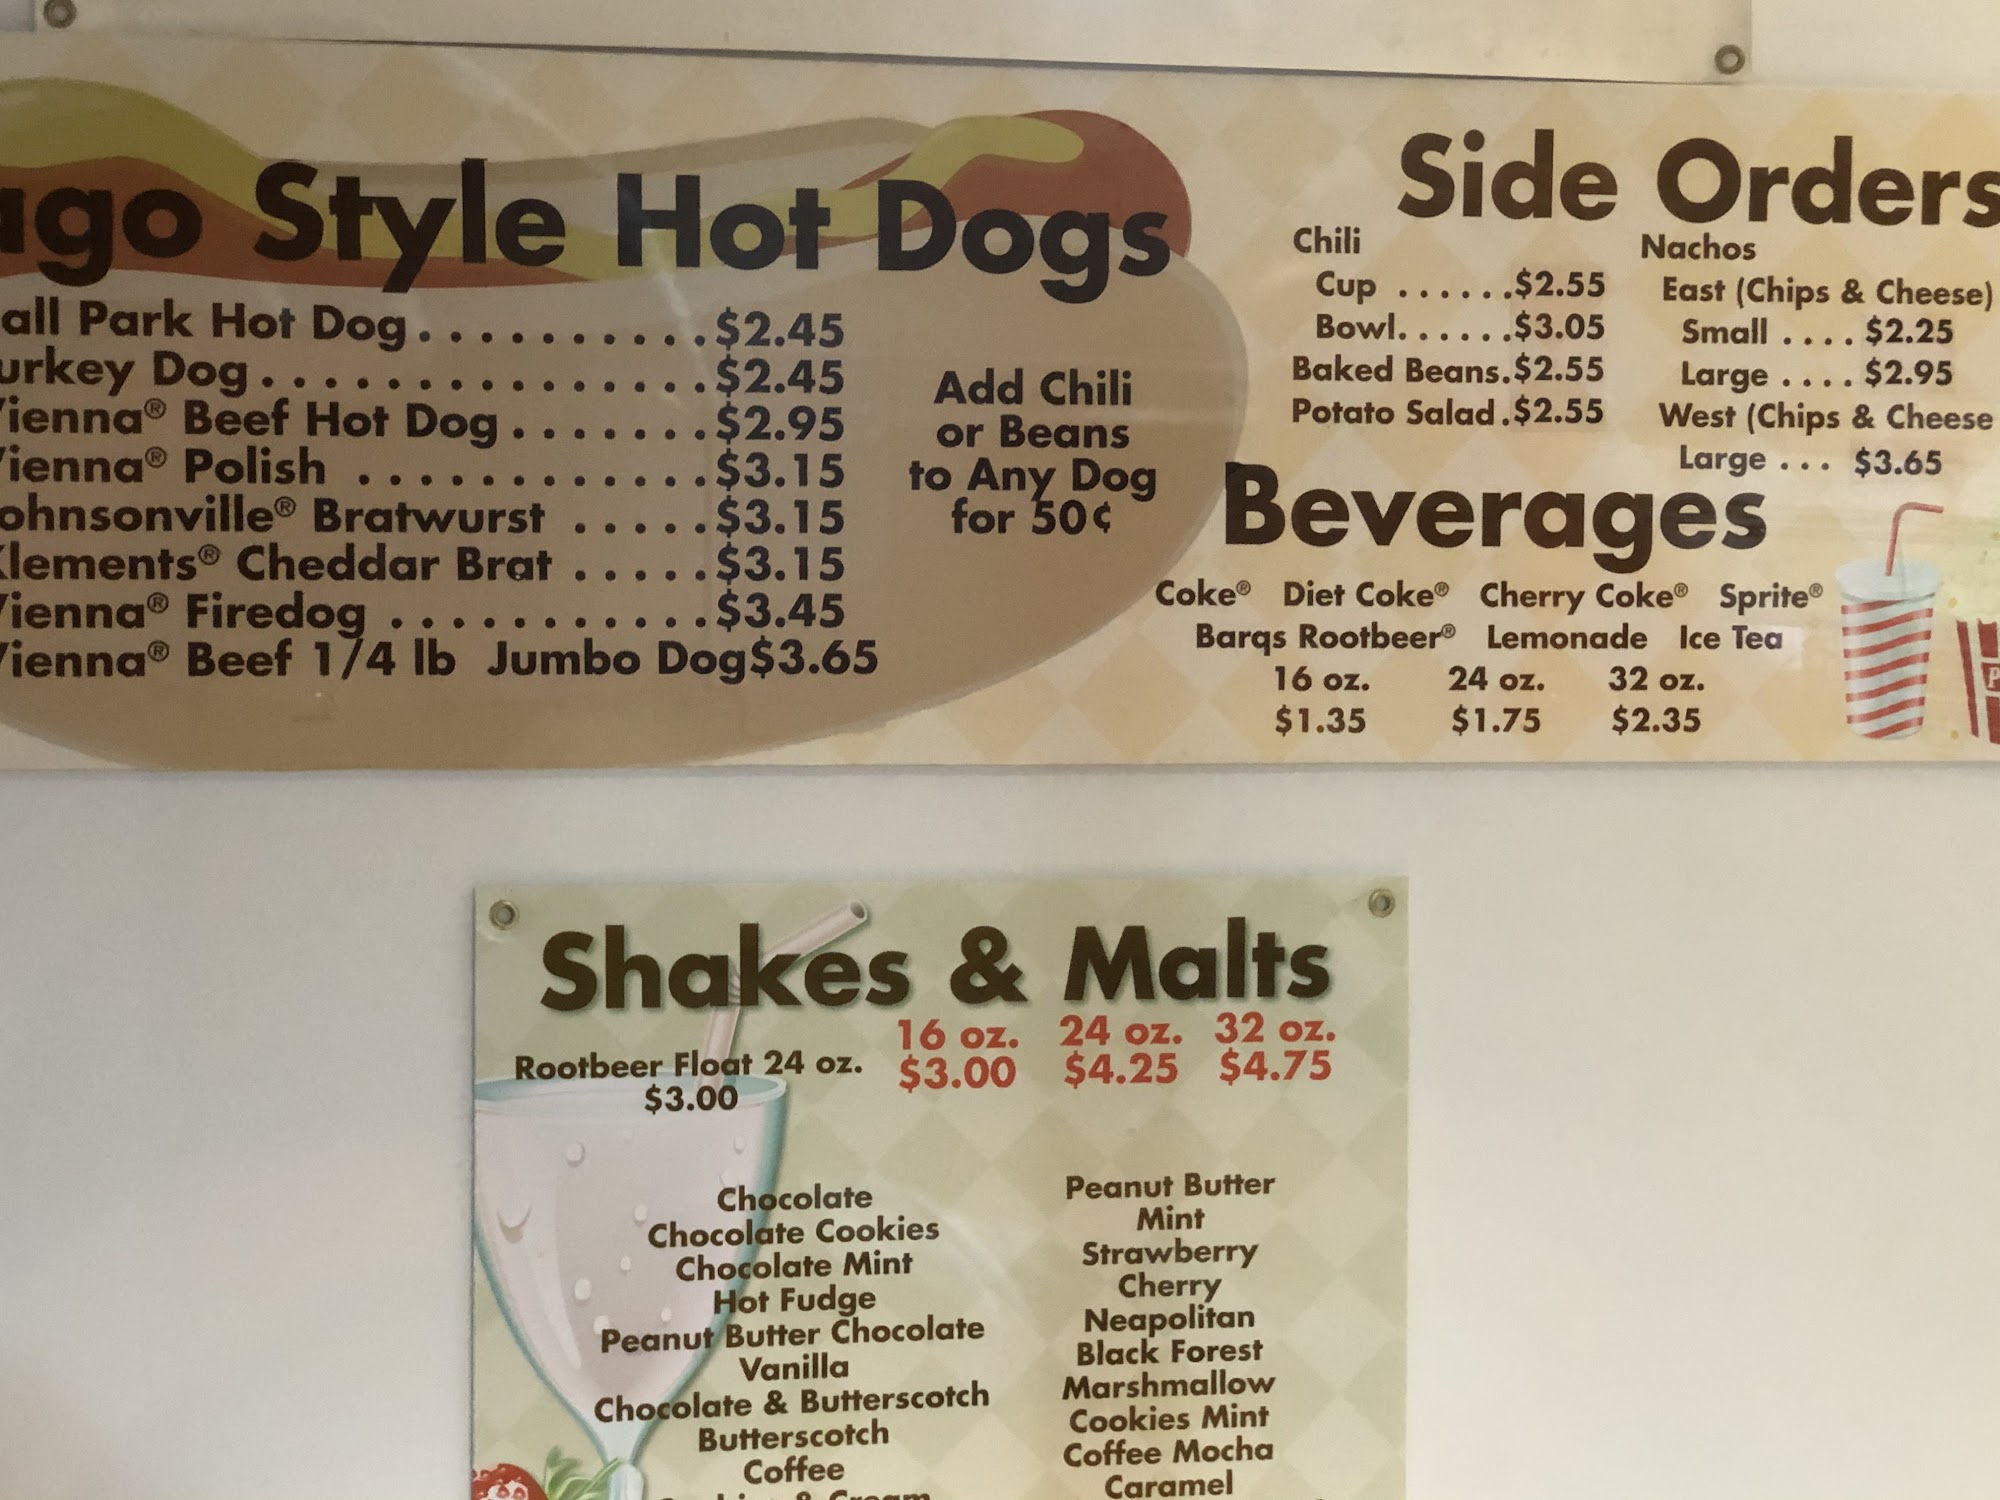 ago Style Hot Dogs
all Park Hot Dog . . . . . . . . . . $2.45
urkey Dog . . . . . . . . . . . . . . . $2.45
Vienna® Beef Hot Dog . . . . . . . $2.95
Vienna® Polish . . . . . . . . . . . . $3.15
ohnsonville® Bratwurst . . . . . $3.15
Klements® Cheddar Brat . . . . . $3.15
Vienna® Firedog . . . . . . . . . . . $3.45
Vienna® Beef 1/4 lb Jumbo Dog$3.65
Add Chili
or Beans
to Any Dog
for 50¢
Side Orders
Chili
Cup . . . . . . $2.55
Bowl. . . . . . $3.05
Baked Beans. $2.55
Potato Salad . $2.55
Nachos
East (Chips & Cheese)
Small . . . . $2.25
Large . . . . $2.95
West (Chips & Cheese
Large . . . $3.65
Beverages
Coke® Diet Coke® Cherry Coke® Sprite®
Barqs Rootbeer® Lemonade Ice Tea
16 oz. 24 oz. 32 oz.
$1.35 $1.75 $2.35
P
Shakes & Malts
16 oz. 24 oz. 32 oz.
$3.00 $4.25 $4.75
Rootbeer Float 24 oz.
$3.00
Chocolate
Chocolate Cookies
Chocolate Mint
Hot Fudge
Peanut Butter Chocolate
Vanilla
Chocolate & Butterscotch
Butterscotch
Coffee
Cookies & Cream
Peanut Butter
Mint
Strawberry
Cherry
Neapolitan
Black Forest
Marshmallow
Cookies Mint
Coffee Mocha
Caramel